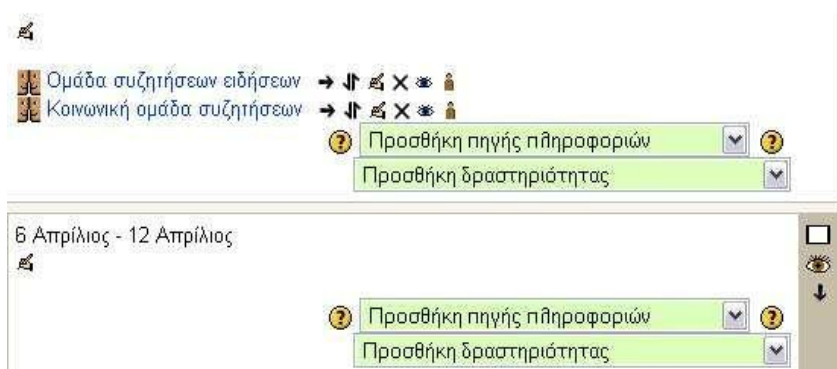 Ομάδα συζητήσεων ειδήσεων
Κοινωνική ομάδα συζητήσεων
Προσθήκη πηγής πληροφοριών
Προσθήκη δραστηριότητας
6 Απρίλιος - 12 Απρίλιος
Προσθήκη πηγής πληροφοριών
Προσθήκη δραστηριότητας